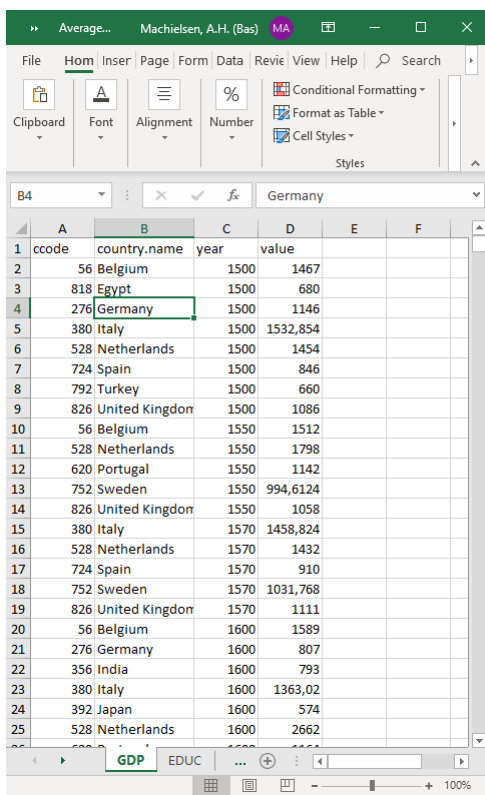 Average... Machielsen, A.H. (Bas) MA
File Hom Inser Page Form Data Revie View Help Search
Clipboard Font Alignment % Number Conditional Formatting
Format as Table
Cell Styles
Styles
B4 fx Germany
A B C D E F
1 ccode country.name year value
2 56 Belgium 1500 1467
3 818 Egypt 1500 680
4 276 Germany 1500 1146
5 380 Italy 1500 1532,854
6 528 Netherlands 1500 1454
7 724 Spain 1500 846
8 792 Turkey 1500 660
9 826 United Kingdom 1500 1086
10 56 Belgium 1550 1512
11 528 Netherlands 1550 1798
12 620 Portugal 1550 1142
13 752 Sweden 1550 994,6124
14 826 United Kingdom 1550 1058
15 380 Italy 1570 1458,824
16 528 Netherlands 1570 1432
17 724 Spain 1570 910
18 752 Sweden 1570 1031,768
19 826 United Kingdom 1570 1111
20 56 Belgium 1600 1589
21 276 Germany 1600 807
22 356 India 1600 793
23 380 Italy 1600 1363,02
24 392 Japan 1600 574
25 528 Netherlands 1600 2662
GDP EDUC ...
100%